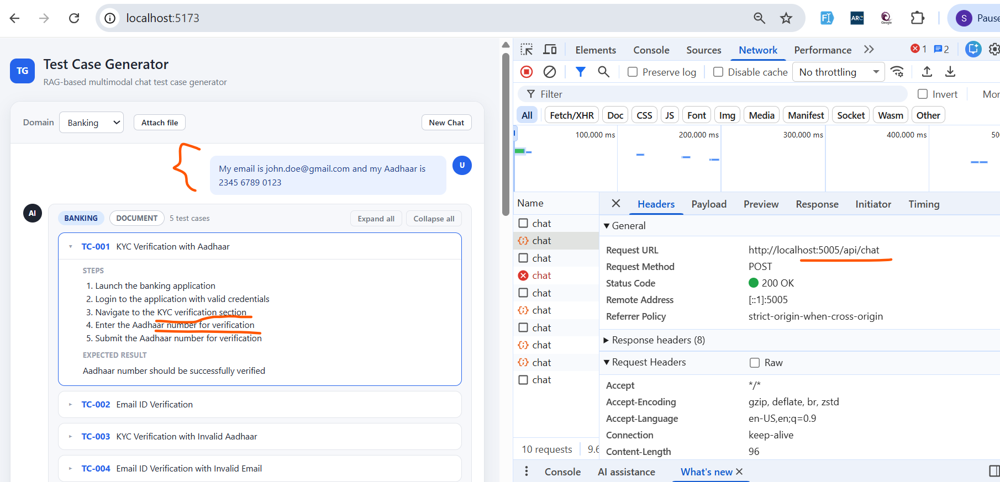 localhost:5173
S
Paused
TG
Test Case Generator
RAG-based multimodal chat test case generator
Domain
Banking
Attach file
New Chat
My email is john.doe@gmail.com and my Aadhaar is
2345 6789 0123
U
AI
BANKING
DOCUMENT
5 test cases
Expand all
Collapse all
TC-001 KYC Verification with Aadhaar
STEPS
1. Launch the banking application
2. Login to the application with valid credentials
3. Navigate to the KYC verification section
4. Enter the Aadhaar number for verification
5. Submit the Aadhaar number for verification
EXPECTED RESULT
Aadhaar number should be successfully verified
TC-002 Email ID Verification
TC-003 KYC Verification with Invalid Aadhaar
TC-004 Email ID Verification with Invalid Email
Elements Console Sources Network Performance
1
2
Preserve log
Disable cache
No throttling
Filter
Invert
Mor
All Fetch/XHR Doc CSS JS Font Img Media Manifest Socket Wasm Other
100,000 ms 200,000 ms 300,000 ms 400,000 ms 50
Name
chat
chat
chat
chat
chat
chat
chat
chat
chat
chat
10 requests
9.6
Headers Payload Preview Response Initiator Timing
General
Request URL http://localhost:5005/api/chat
Request Method POST
Status Code 200 OK
Remote Address [::1]:5005
Referrer Policy strict-origin-when-cross-origin
Response headers (8)
Request Headers Raw
Accept */*
Accept-Encoding gzip, deflate, br, zstd
Accept-Language en-US,en;q=0.9
Connection keep-alive
Content-Length 96
Console AI assistance What's new